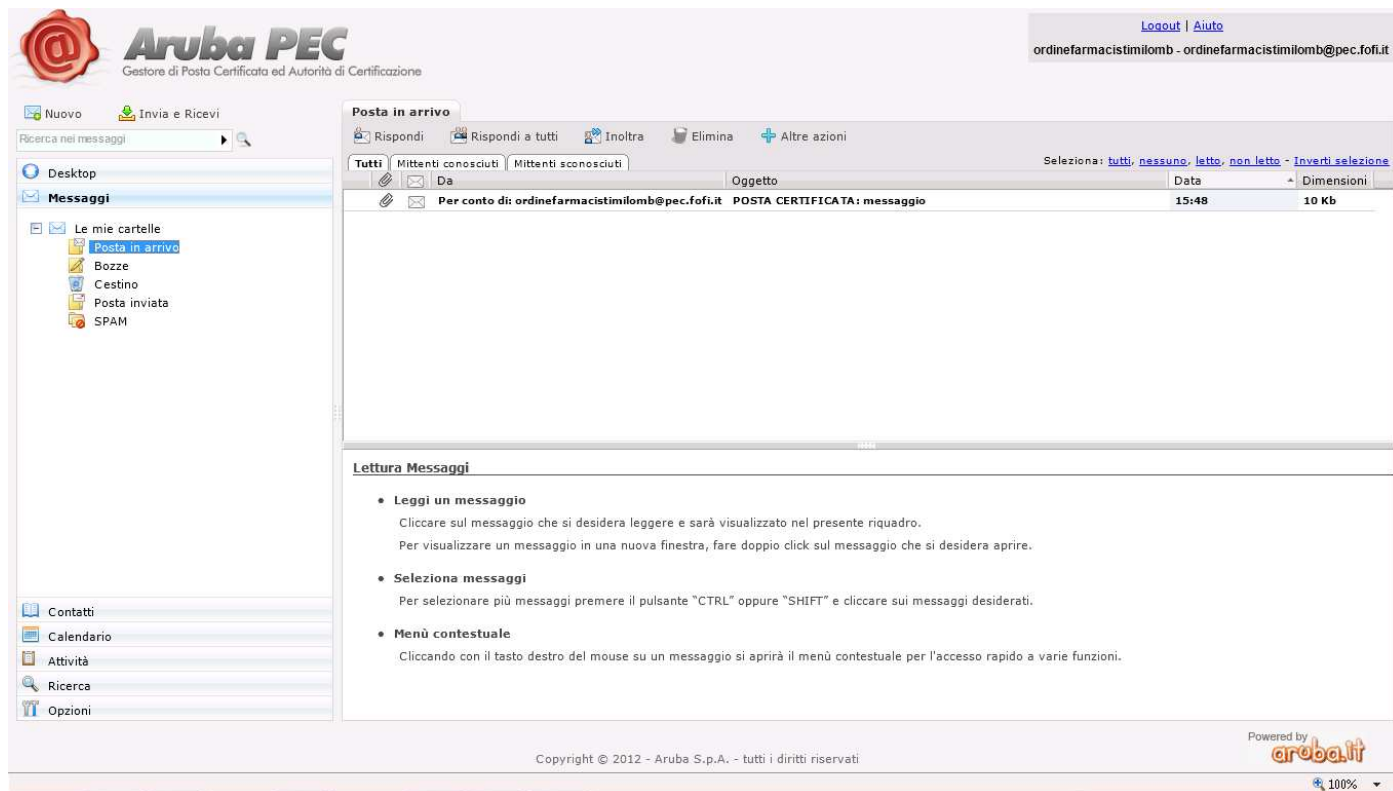 Logout | Aiuto
Aruba PEC
ordinefarmacistimilomb - ordinefarmacistimilomb@pec.fofi.it
Gestore di Posta Certificata ed Autorità di Certificazione
Nuovo Invia e Ricevi
Ricerca nei messaggi
Desktop
Messaggi
Le mie cartelle
Posta in arrivo
Bozze
Cestino
Posta inviata
SPAM
Contatti
Calendario
Attività
Ricerca
Opzioni
Posta in arrivo
Rispondi Rispondi a tutti Inoltra Elimina Altre azioni
Tutti Mittenti conosciuti Mittenti sconosciuti Seleziona: tutti, nessuno, letto, non letto - Inverti selezione
Da Oggetto Data Dimensioni
Per conto di: ordinefarmacistimilomb@pec.fofi.it POSTA CERTIFICATA: messaggio 15:48 10 Kb
Lettura Messaggi
• Leggi un messaggio
Cliccare sul messaggio che si desidera leggere e sarà visualizzato nel presente riquadro.
Per visualizzare un messaggio in una nuova finestra, fare doppio click sul messaggio che si desidera aprire.
• Seleziona messaggi
Per selezionare più messaggi premere il pulsante “CTRL” oppure “SHIFT” e cliccare sui messaggi desiderati.
• Menù contestuale
Cliccando con il tasto destro del mouse su un messaggio si aprirà il menù contestuale per l'accesso rapido a varie funzioni.
Powered by
aruba.it
Copyright © 2012 - Aruba S.p.A. - tutti i diritti riservati
100%